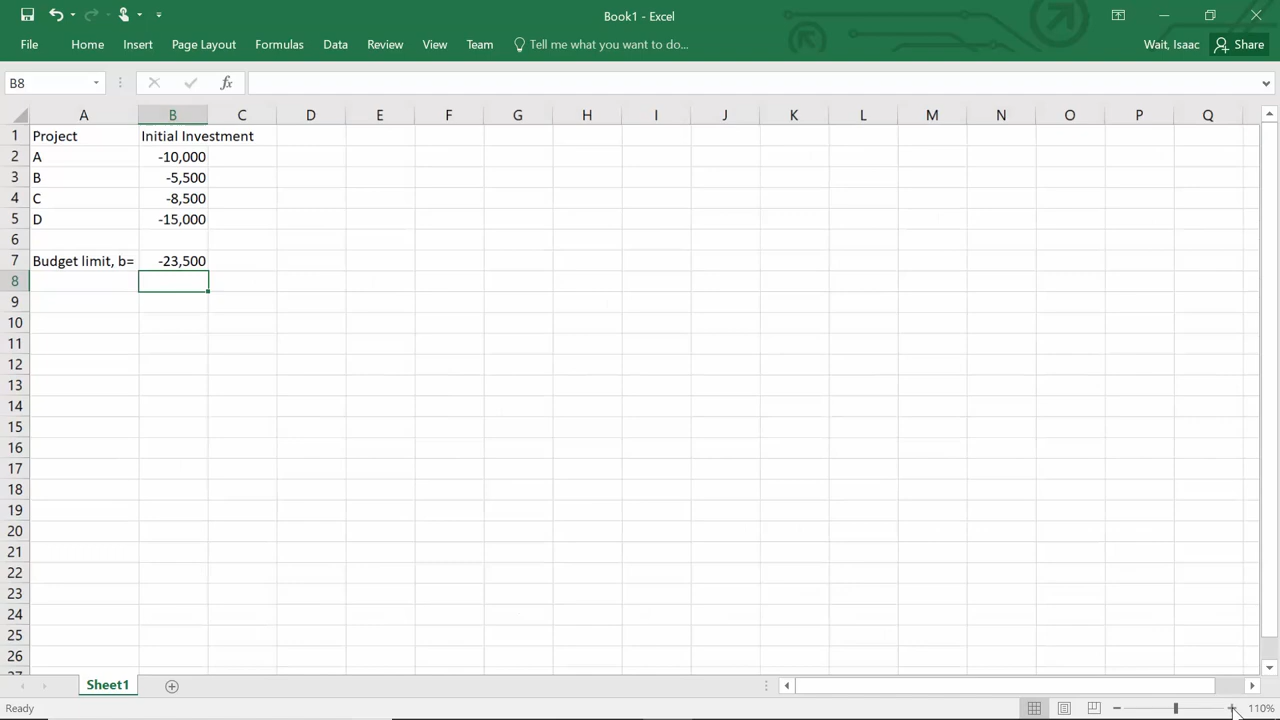 Book1 - Excel
File Home Insert Page Layout Formulas Data Review View Team Tell me what you want to do... Wait, Isaac Share
B8 fx
A B C D E F G H I J K L M N O P Q
1 Project Initial Investment
2 A -10,000
3 B -5,500
4 C -8,500
5 D -15,000
6
7 Budget limit, b= -23,500
8
9
10
11
12
13
14
15
16
17
18
19
20
21
22
23
24
25
26
27
Sheet1
Ready 110%